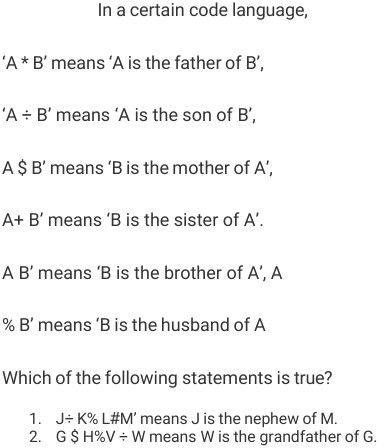 In a certain code language,
‘A * B’ means ‘A is the father of B’,
‘A ÷ B’ means ‘A is the son of B’,
A $ B’ means ‘B is the mother of A’,
A+ B’ means ‘B is the sister of A’.
A B’ means ‘B is the brother of A’, A
% B’ means ‘B is the husband of A
Which of the following statements is true?
1. J÷ K% L#M’ means J is the nephew of M.
2. G $ H%V ÷ W means W is the grandfather of G.